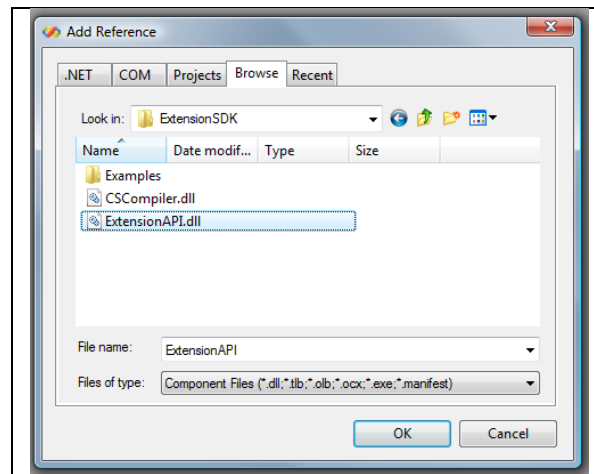 Add Reference
.NET COM Projects Browse Recent
Look in: ExtensionSDK
Name Date modif... Type Size
Examples
CSCompiler.dll
ExtensionAPI.dll
File name: ExtensionAPI
Files of type: Component Files (*.dll;*.tlb;*.olb;*.ocx;*.exe;*.manifest)
OK Cancel